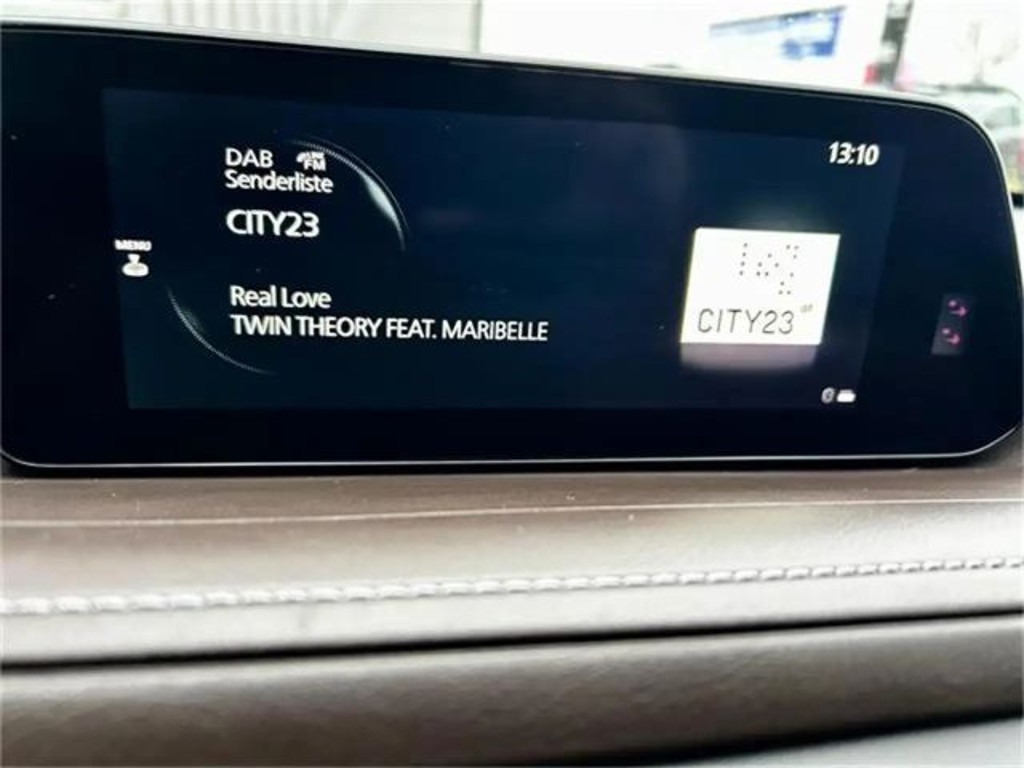 DAB FM
13:10
Senderliste
CITY23
MENU
Real Love
TWIN THEORY FEAT. MARIBELLE
CITY23